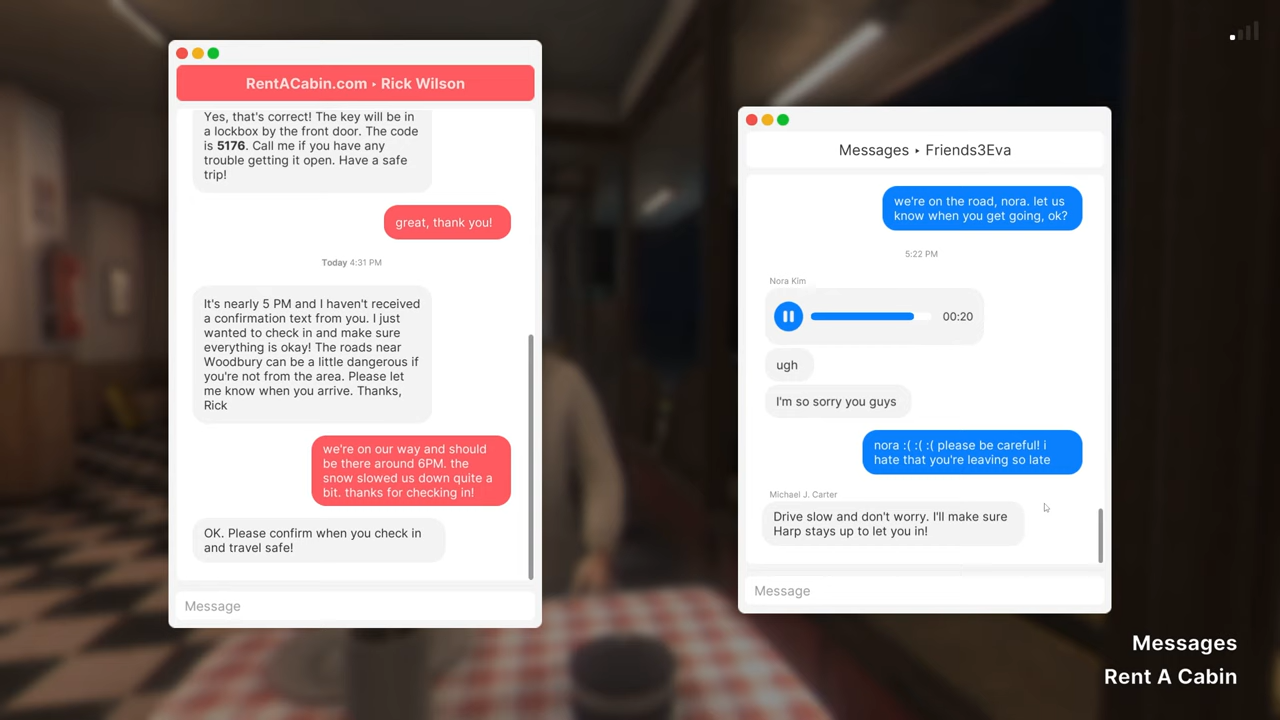 RentACabin.com ‣ Rick Wilson
Yes, that's correct! The key will be in
a lockbox by the front door. The code
is 5176. Call me if you have any
trouble getting it open. Have a safe
trip!
great, thank you!
Today 4:31 PM
It's nearly 5 PM and I haven't received
a confirmation text from you. I just
wanted to check in and make sure
everything is okay! The roads near
Woodbury can be a little dangerous if
you're not from the area. Please let
me know when you arrive. Thanks,
Rick
we're on our way and should
be there around 6PM. the
snow slowed us down quite a
bit. thanks for checking in!
OK. Please confirm when you check in
and travel safe!
Message
Messages ‣ Friends3Eva
we're on the road, nora. let us
know when you get going, ok?
5:22 PM
Nora Kim
00:20
ugh
I'm so sorry you guys
nora :( :( :( please be careful! i
hate that you're leaving so late
Michael J. Carter
Drive slow and don't worry. I'll make sure
Harp stays up to let you in!
Message
Messages
Rent A Cabin